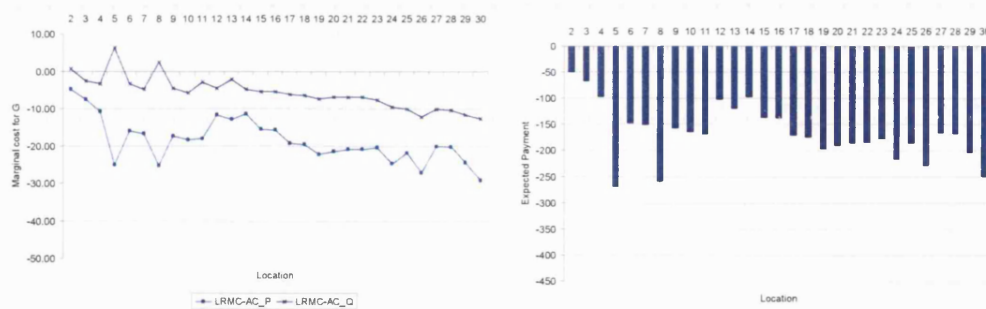 2 3 4 5 6 7 8 9 10 11 12 13 14 15 16 17 18 19 20 21 22 23 24 25 26 27 28 29 30
10.00
0.00
-10.00
-20.00
-30.00
-40.00
-50.00
Marginal cost for G
Location
LRMC-AC_P LRMC-AC_Q
2 3 4 5 6 7 8 9 10 11 12 13 14 15 16 17 18 19 20 21 22 23 24 25 26 27 28 29 30
0
-50
-100
-150
-200
-250
-300
-350
-400
-450
Expected Payment
Location